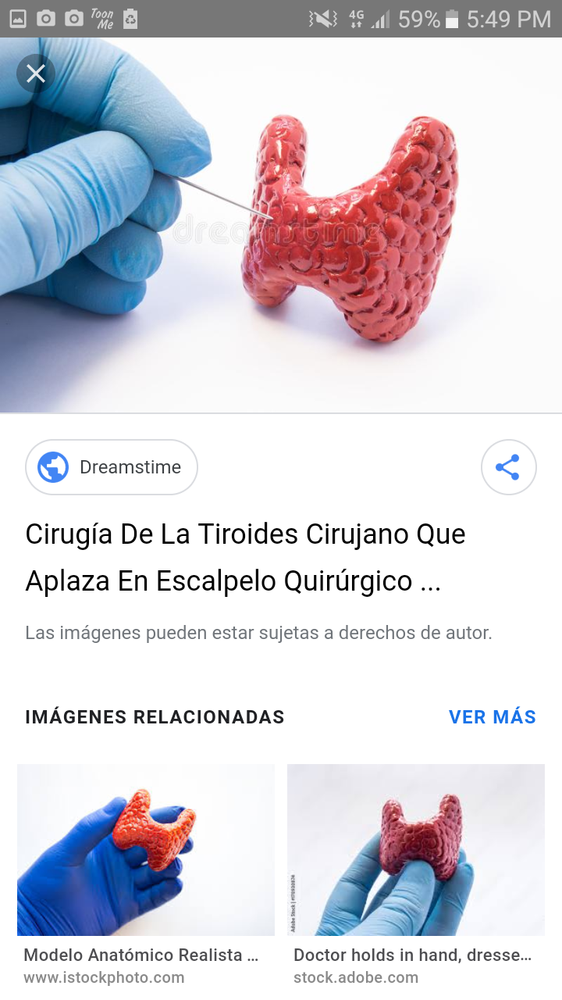 Toon
Me
4G
59%
5:49 PM
dreamstime
Dreamstime
Cirugía De La Tiroides Cirujano Que
Aplaza En Escalpelo Quirúrgico ...
Las imágenes pueden estar sujetas a derechos de autor.
IMÁGENES RELACIONADAS
VER MÁS
Modelo Anatómico Realista ...
www.istockphoto.com
Doctor holds in hand, dresse...
stock.adobe.com